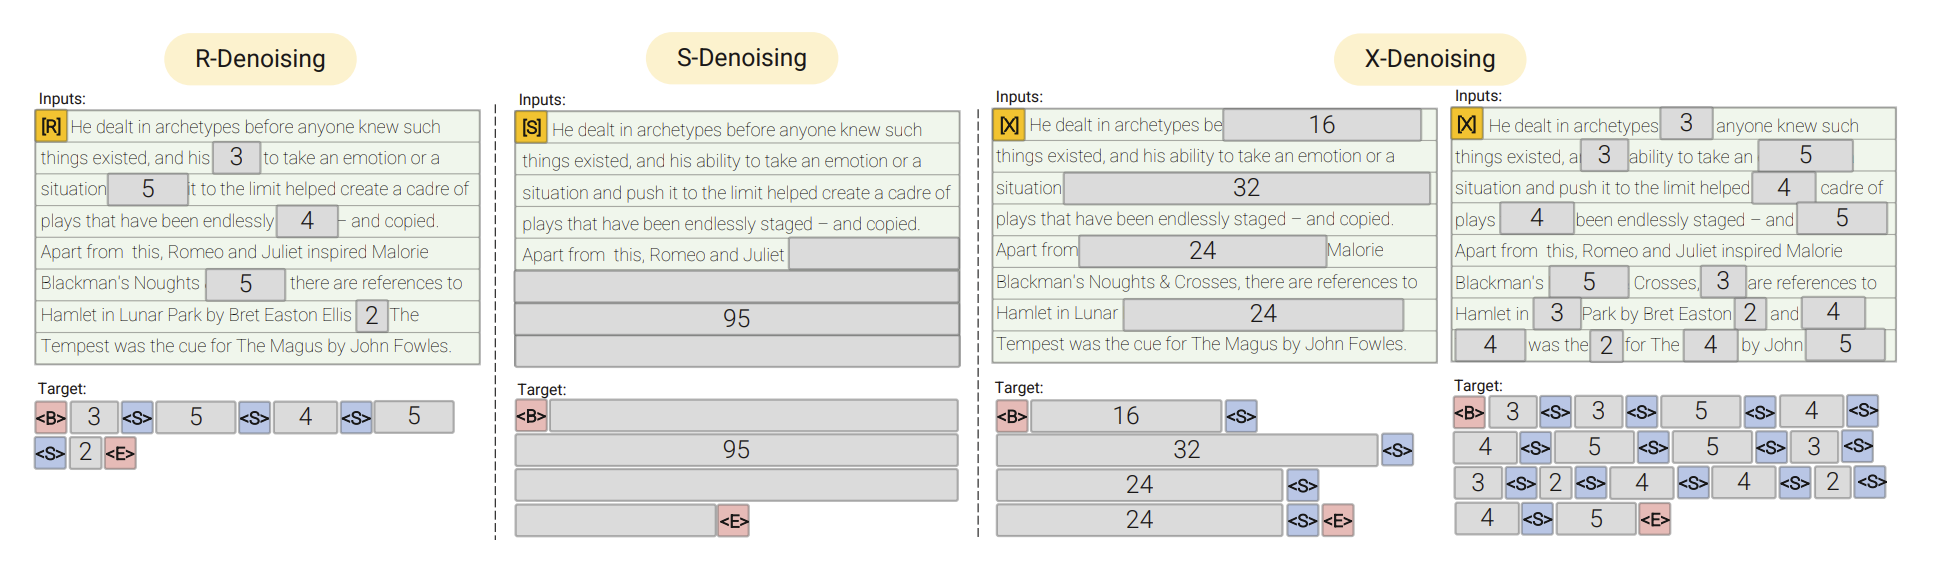 R-Denoising
Inputs:
[R] He dealt in archetypes before anyone knew such
things existed, and his 3 to take an emotion or a
situation 5 it to the limit helped create a cadre of
plays that have been endlessly 4 – and copied.
Apart from this, Romeo and Juliet inspired Malorie
Blackman's Noughts 5 there are references to
Hamlet in Lunar Park by Bret Easton Ellis 2 The
Tempest was the cue for The Magus by John Fowles.
Target:
<B> 3 <S> 5 <S> 4 <S> 5
<S> 2 <E>
S-Denoising
Inputs:
[S] He dealt in archetypes before anyone knew such
things existed, and his ability to take an emotion or a
situation and push it to the limit helped create a cadre of
plays that have been endlessly staged – and copied.
Apart from this, Romeo and Juliet
95
Target:
<B>
95
<E>
X-Denoising
Inputs:
[X] He dealt in archetypes be 16
things existed, and his ability to take an emotion or a
situation 32
plays that have been endlessly staged – and copied.
Apart from 24 Malorie
Blackman's Noughts & Crosses, there are references to
Hamlet in Lunar 24
Tempest was the cue for The Magus by John Fowles.
Target:
<B> 16 <S>
32 <S>
24 <S>
24 <S> <E>
Inputs:
[X] He dealt in archetypes 3 anyone knew such
things existed, a 3 ability to take an 5
situation and push it to the limit helped 4 cadre of
plays 4 been endlessly staged – and 5
Apart from this, Romeo and Juliet inspired Malorie
Blackman's 5 Crosses, 3 are references to
Hamlet in 3 Park by Bret Easton 2 and 4
4 was the 2 for The 4 by John 5
Target:
<B> 3 <S> 3 <S> 5 <S> 4 <S>
4 <S> 5 <S> 5 <S> 3 <S>
3 <S> 2 <S> 4 <S> 4 <S> 2 <S>
4 <S> 5 <E>